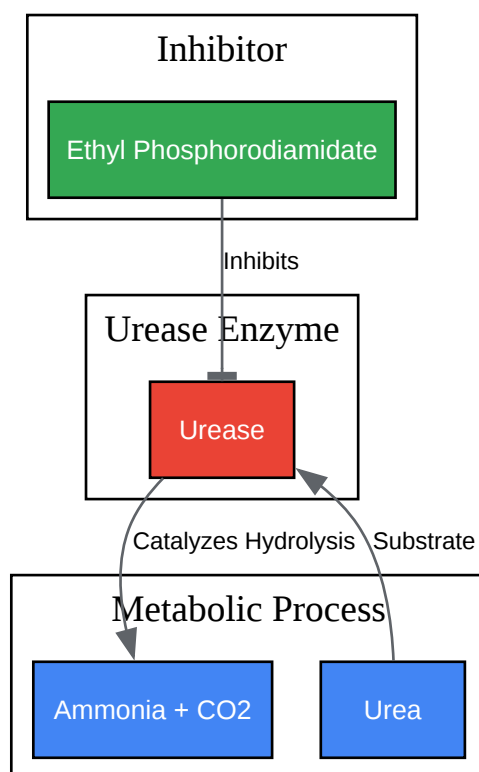 Inhibitor
Ethyl Phosphorodiamidate
Inhibits
Urease Enzyme
Urease
Catalyzes Hydrolysis
Substrate
Metabolic Process
Ammonia + CO2
Urea